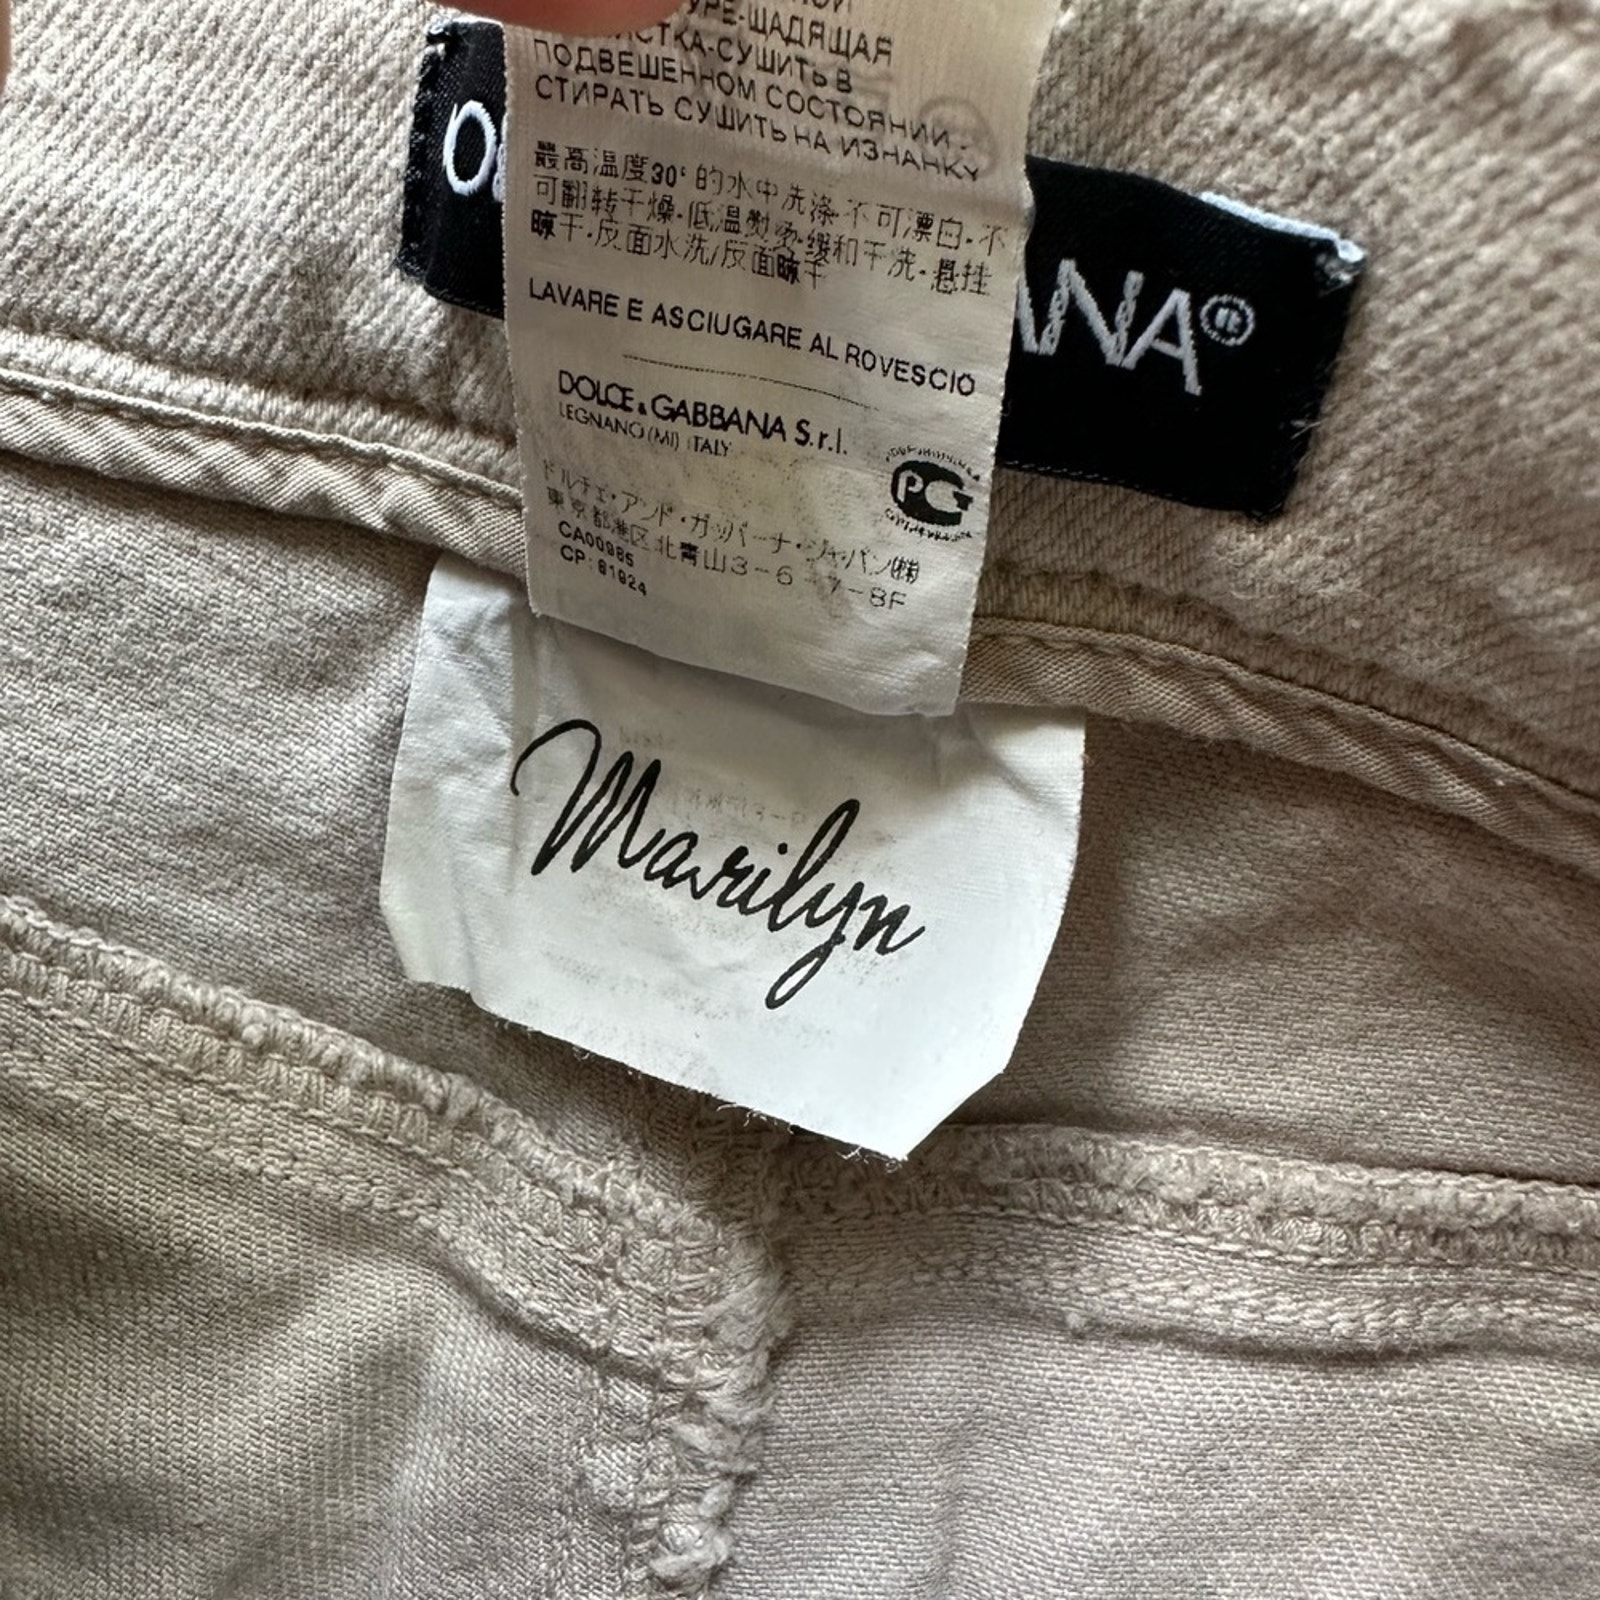 УРЕ-ЩАДЯЩАЯ
СУШИТЬ В
ПОДВЕШЕННОМ СОСТОЯНИИ -
СТИРАТЬ СУШИТЬ НА ИЗНАНКУ
最高温度30°的水中洗涤·不可漂白·不
可翻转干燥·低温熨烫·缓和干洗·悬挂
晾干·反面水洗/反面晾干
LAVARE E ASCIUGARE AL ROVESCIO
DOLCE & GABBANA S.r.l.
LEGNANO (MI) ITALY
ドルチェ・アンド・ガッバーナ・ジャパン㈱
東京都港区北青山3-6-7-8F
CA00985
CP:81924
PG
ANA®
Marilyn